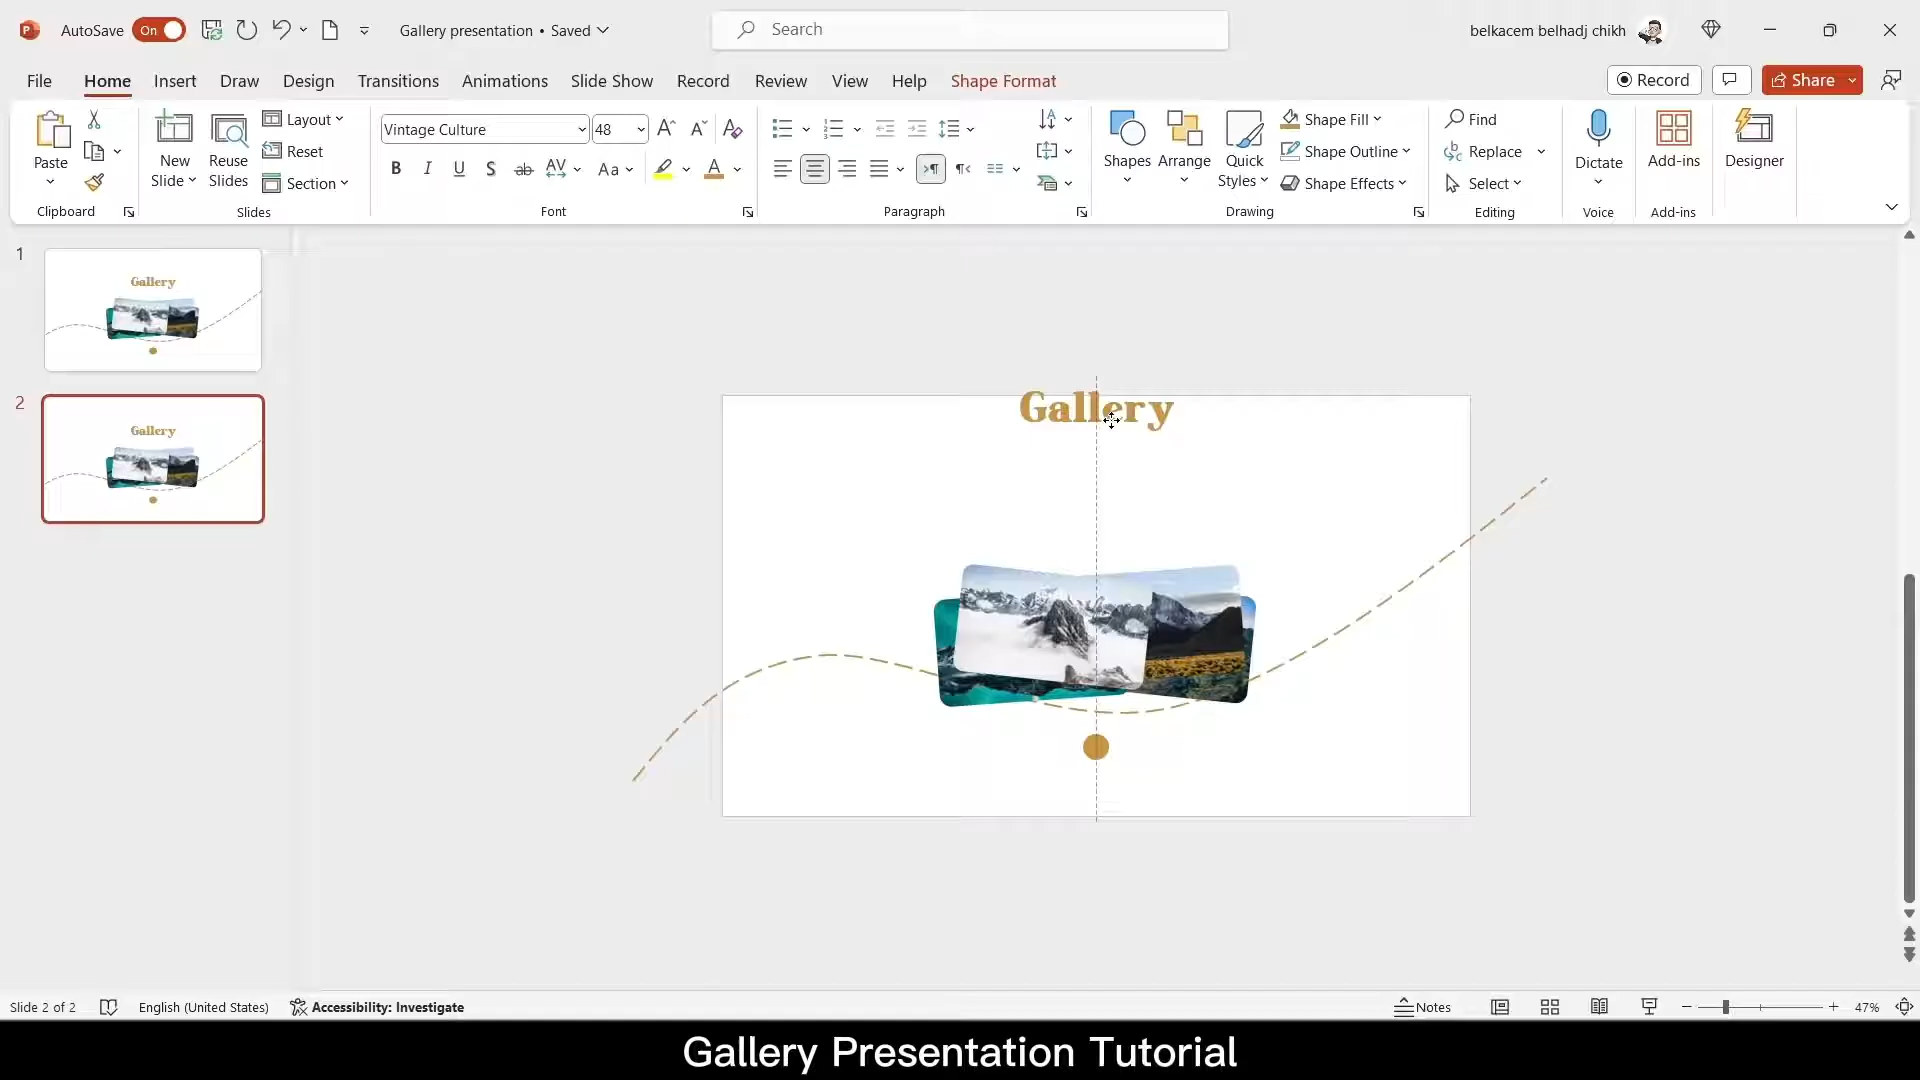 AutoSave On Gallery presentation • Saved Search belkacem belhadj chikh
File Home Insert Draw Design Transitions Animations Slide Show Record Review View Help Shape Format Record Share
Paste
Clipboard
New
Slide
Reuse
Slides
Layout
Reset
Section
Slides
Vintage Culture 48
B I U S ab AV Aa A
Font
Paragraph
Shapes
Arrange
Quick
Styles
Shape Fill
Shape Outline
Shape Effects
Drawing
Find
Replace
Select
Editing
Dictate
Voice
Add-ins
Add-ins
Designer
1
Gallery
2
Gallery
Gallery
Slide 2 of 2 English (United States) Accessibility: Investigate Notes 47%
Gallery Presentation Tutorial